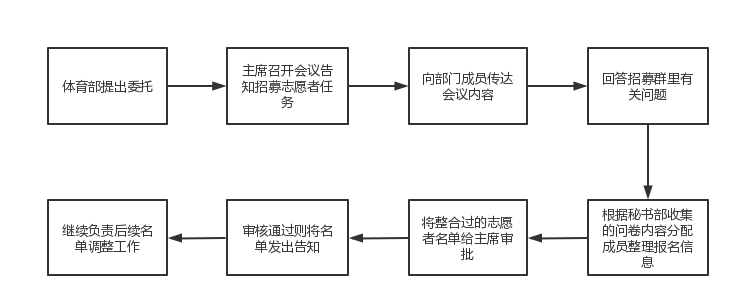 体育部提出委托
主席召开会议告
知招募志愿者任
务
向部门成员传达
会议内容
回答招募群里有
关问题
根据秘书部收集
的问卷内容分配
成员整理报名信
息
将整合过的志愿
者名单给主席审
批
审核通过则将名
单发出告知
继续负责后续名
单调整工作